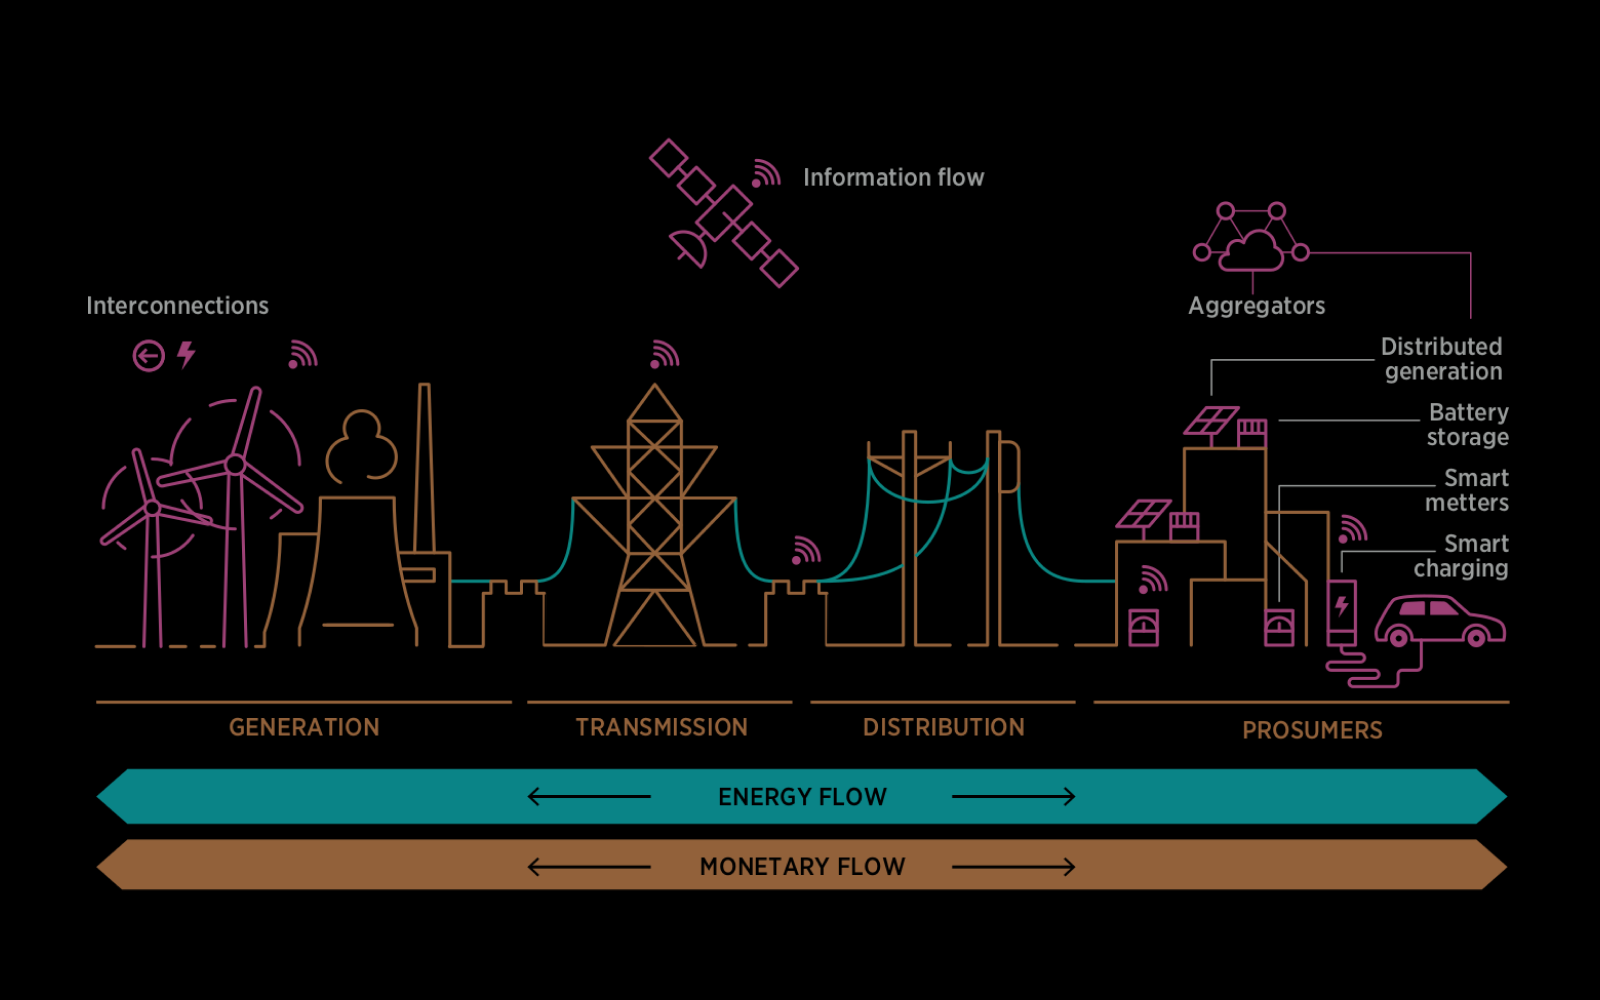 Information flow
Interconnections
Aggregators
Distributed
generation
Battery
storage
Smart
metters
Smart
charging
GENERATION
TRANSMISSION
DISTRIBUTION
PROSUMERS
ENERGY FLOW
MONETARY FLOW